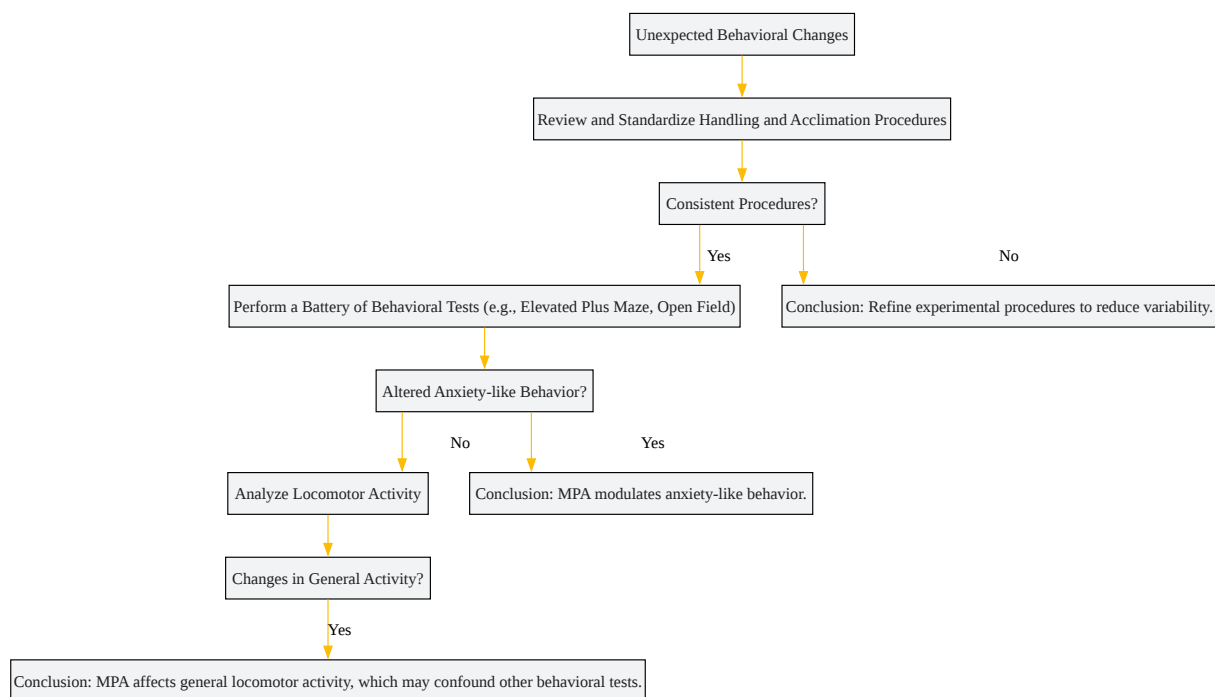 Unexpected Behavioral Changes
Review and Standardize Handling and Acclimation Procedures
Consistent Procedures?
Yes
No
Perform a Battery of Behavioral Tests (e.g., Elevated Plus Maze, Open Field)
Conclusion: Refine experimental procedures to reduce variability.
Altered Anxiety-like Behavior?
No
Yes
Analyze Locomotor Activity
Conclusion: MPA modulates anxiety-like behavior.
Changes in General Activity?
Yes
Conclusion: MPA affects general locomotor activity, which may confound other behavioral tests.